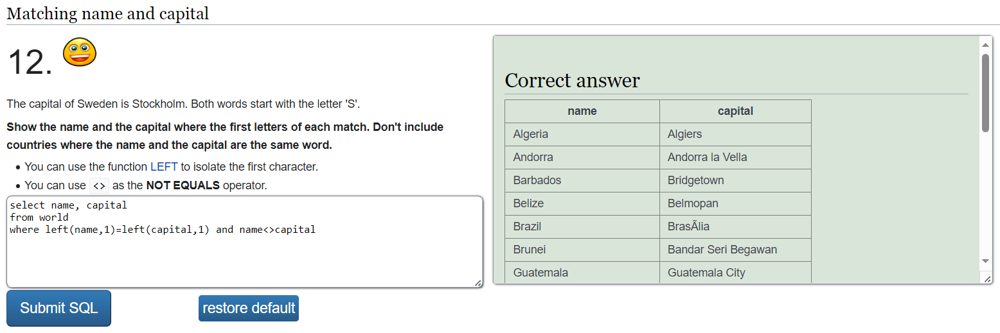 Matching name and capital
12.
The capital of Sweden is Stockholm. Both words start with the letter 'S'.
Show the name and the capital where the first letters of each match. Don't include
countries where the name and the capital are the same word.
• You can use the function LEFT to isolate the first character.
• You can use <> as the NOT EQUALS operator.
select name, capital
from world
where left(name,1)=left(capital,1) and name<>capital
Submit SQL
restore default
Correct answer
name capital
Algeria Algiers
Andorra Andorra la Vella
Barbados Bridgetown
Belize Belmopan
Brazil BrasÃlia
Brunei Bandar Seri Begawan
Guatemala Guatemala City